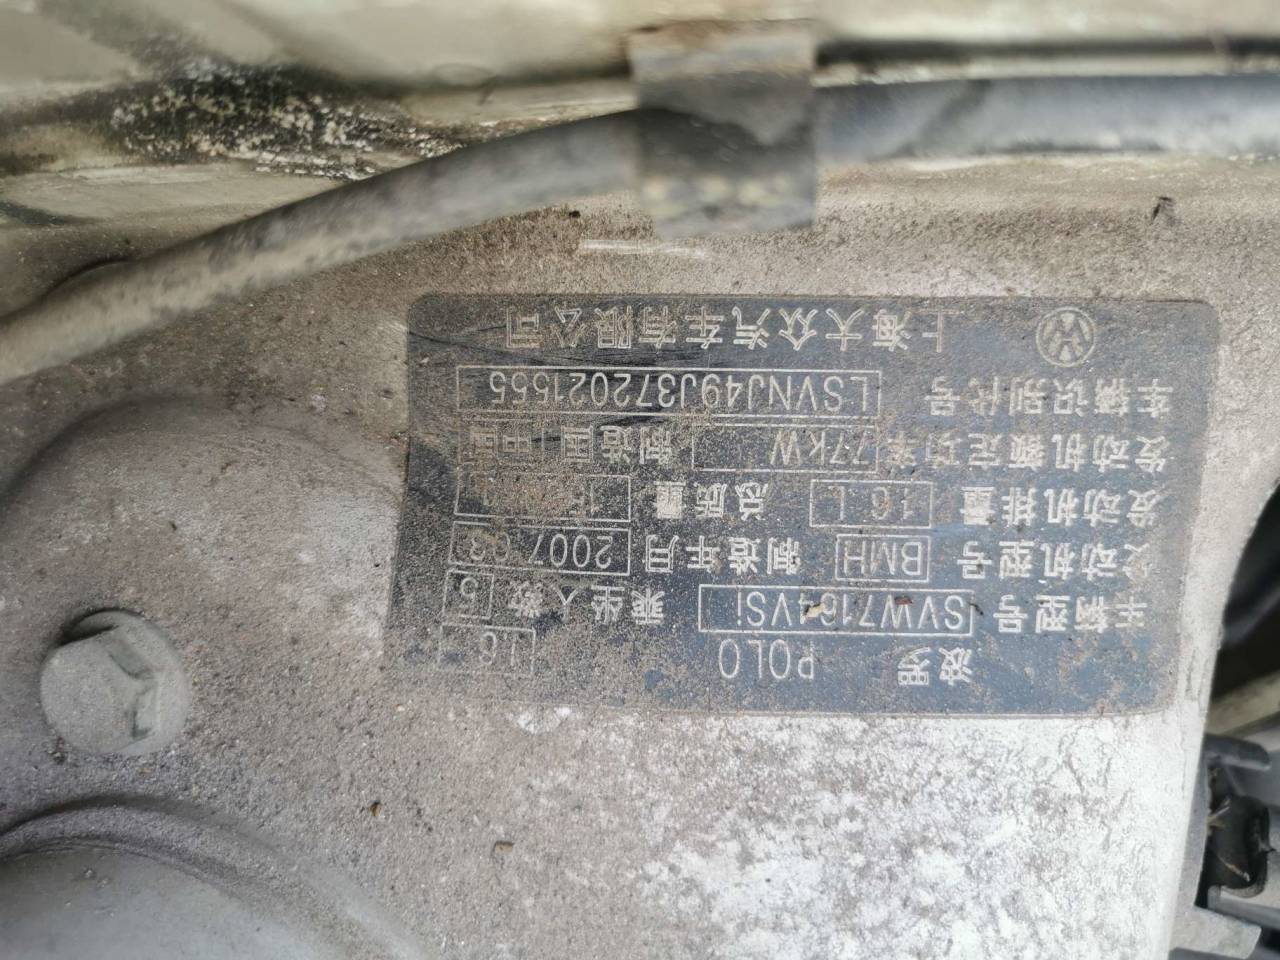 波罗 POLO 1.6
车辆型号 SVW7164VSi 乘坐人数 5
发动机型号 BMH 制造年月 2007.03
发动机排量 1.6 L 总质量
发动机额定功率 77kW 制造国 中国
车辆识别代号 LSVNJ49J372021555
上海大众汽车有限公司